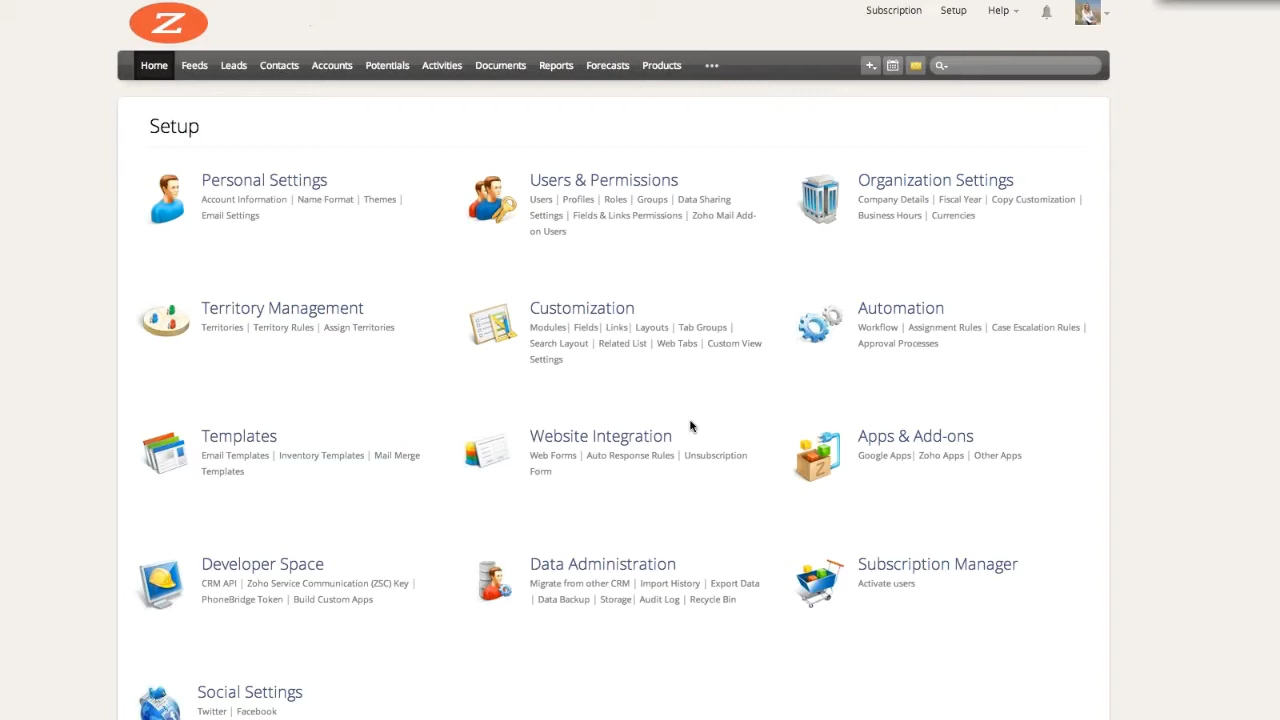 Z
Subscription Setup Help
Home Feeds Leads Contacts Accounts Potentials Activities Documents Reports Forecasts Products •••
Setup
Personal Settings
Account Information | Name Format | Themes |
Email Settings
Users & Permissions
Users | Profiles | Roles | Groups | Data Sharing
Settings | Fields & Links Permissions | Zoho Mail Add-
on Users
Organization Settings
Company Details | Fiscal Year | Copy Customization |
Business Hours | Currencies
Territory Management
Territories | Territory Rules | Assign Territories
Customization
Modules | Fields | Links | Layouts | Tab Groups |
Search Layout | Related List | Web Tabs | Custom View
Settings
Automation
Workflow | Assignment Rules | Case Escalation Rules |
Approval Processes
Templates
Email Templates | Inventory Templates | Mail Merge
Templates
Website Integration
Web Forms | Auto Response Rules | Unsubscription
Form
Apps & Add-ons
Google Apps | Zoho Apps | Other Apps
Developer Space
CRM API | Zoho Service Communication (ZSC) Key |
PhoneBridge Token | Build Custom Apps
Data Administration
Migrate from other CRM | Import History | Export Data
| Data Backup | Storage | Audit Log | Recycle Bin
Subscription Manager
Activate users
Social Settings
Twitter | Facebook